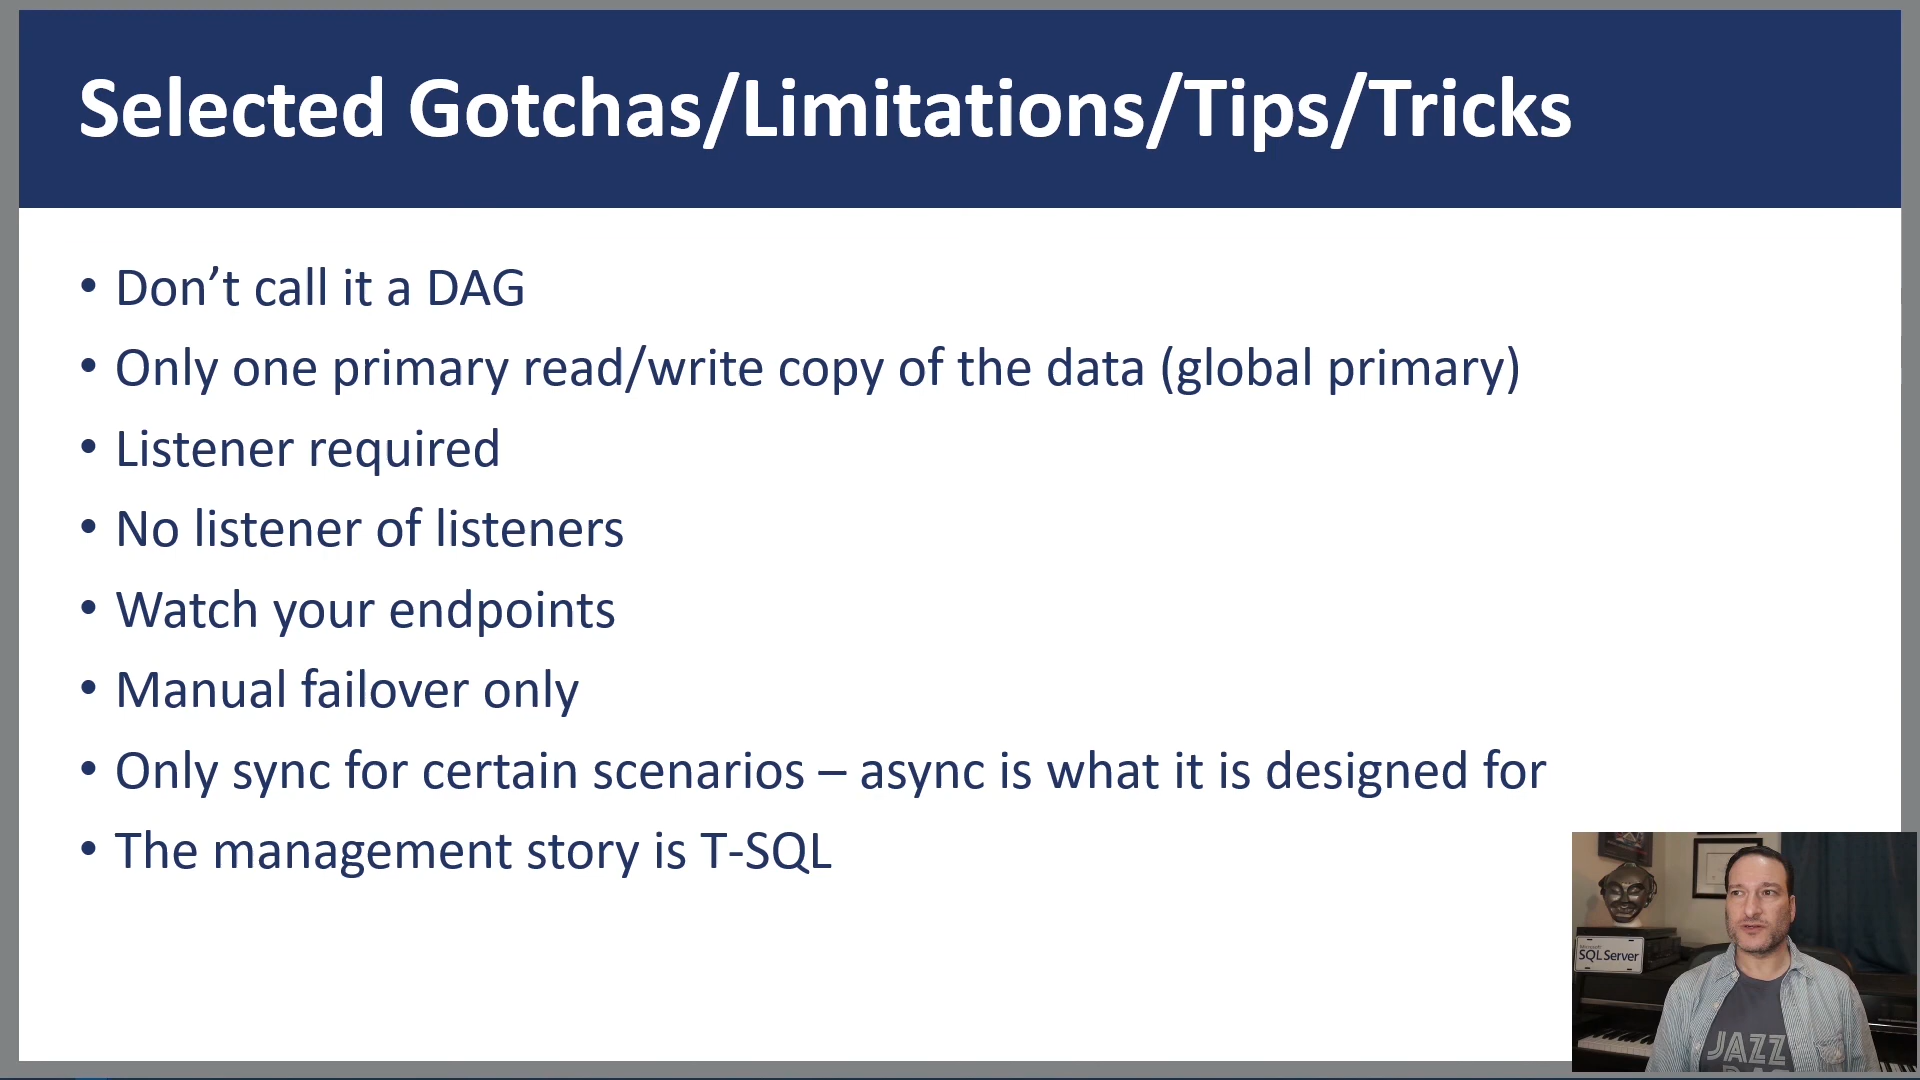 Selected Gotchas/Limitations/Tips/Tricks
• Don’t call it a DAG
• Only one primary read/write copy of the data (global primary)
• Listener required
• No listener of listeners
• Watch your endpoints
• Manual failover only
• Only sync for certain scenarios – async is what it is designed for
• The management story is T-SQL
SQL Server
JAZZ